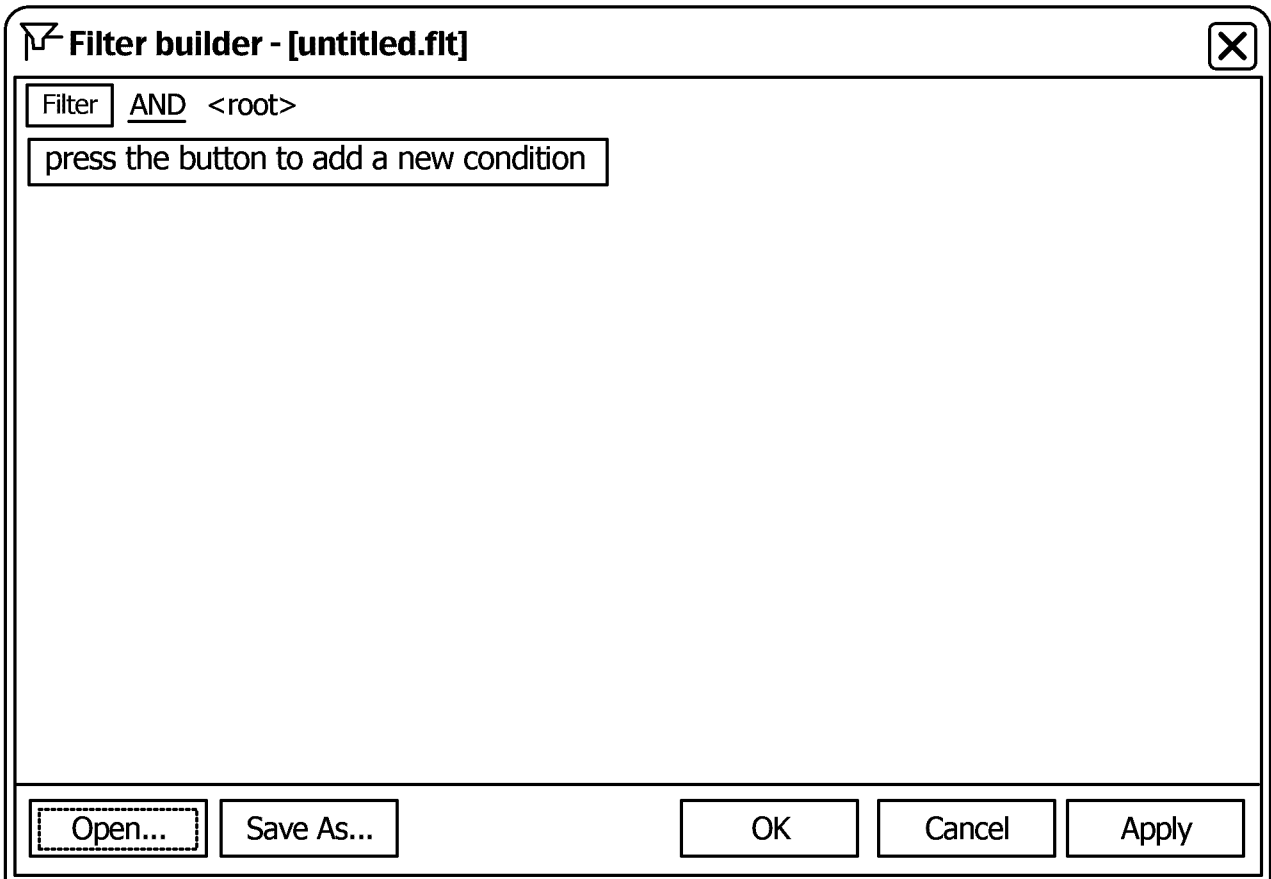 Filter builder - [untitled.flt]
Filter AND <root>
press the button to add a new condition
Open... Save As... OK Cancel Apply